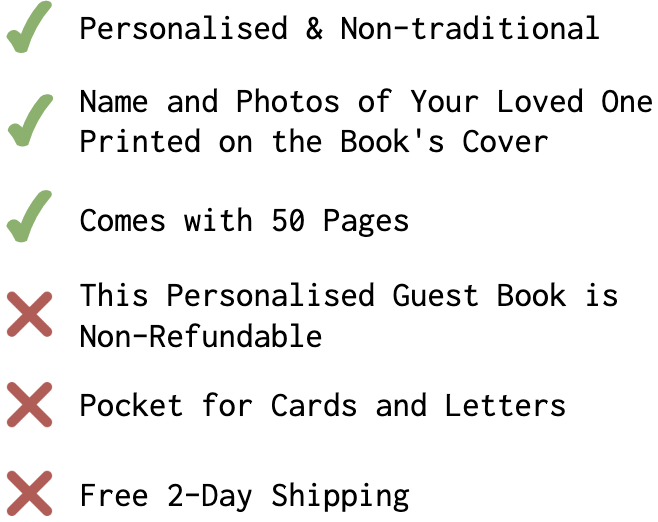 Personalised & Non-traditional
Name and Photos of Your Loved One
Printed on the Book's Cover
Comes with 50 Pages
This Personalised Guest Book is
Non-Refundable
Pocket for Cards and Letters
Free 2-Day Shipping